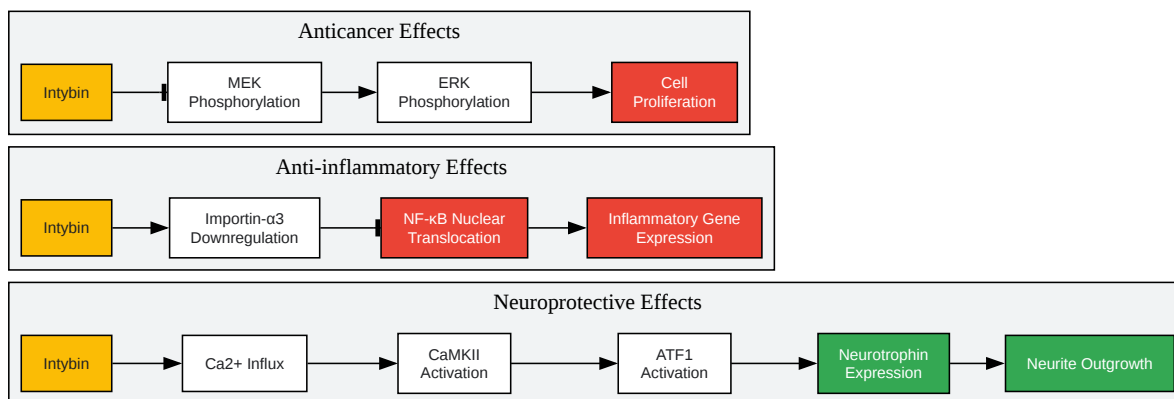 Anticancer Effects
Intybin
MEK
Phosphorylation
ERK
Phosphorylation
Cell
Proliferation
Anti-inflammatory Effects
Intybin
Importin-α3
Downregulation
NF-κB Nuclear
Translocation
Inflammatory Gene
Expression
Neuroprotective Effects
Intybin
Ca2+ Influx
CaMKII
Activation
ATF1
Activation
Neurotrophin
Expression
Neurite Outgrowth